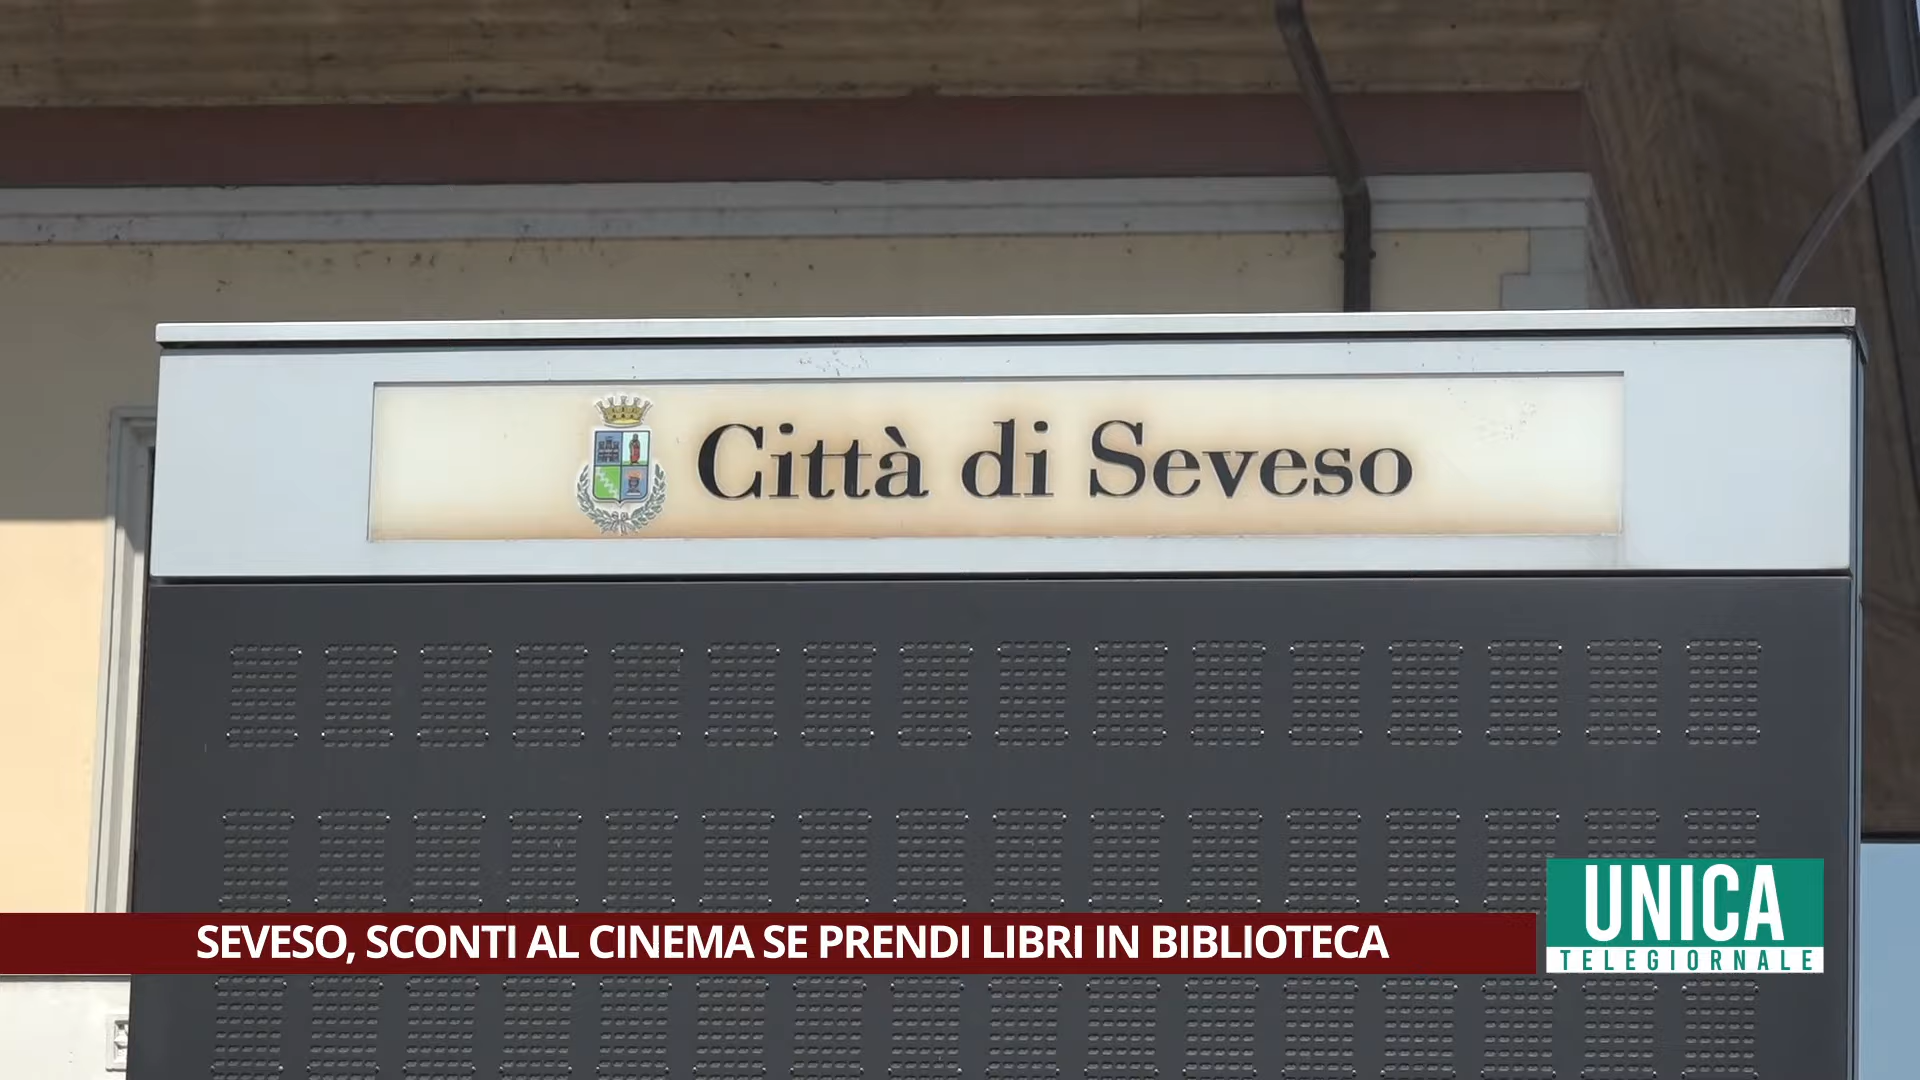 Città di Seveso
SEVESO, SCONTI AL CINEMA SE PRENDI LIBRI IN BIBLIOTECA
UNICA
TELEGIORNALE